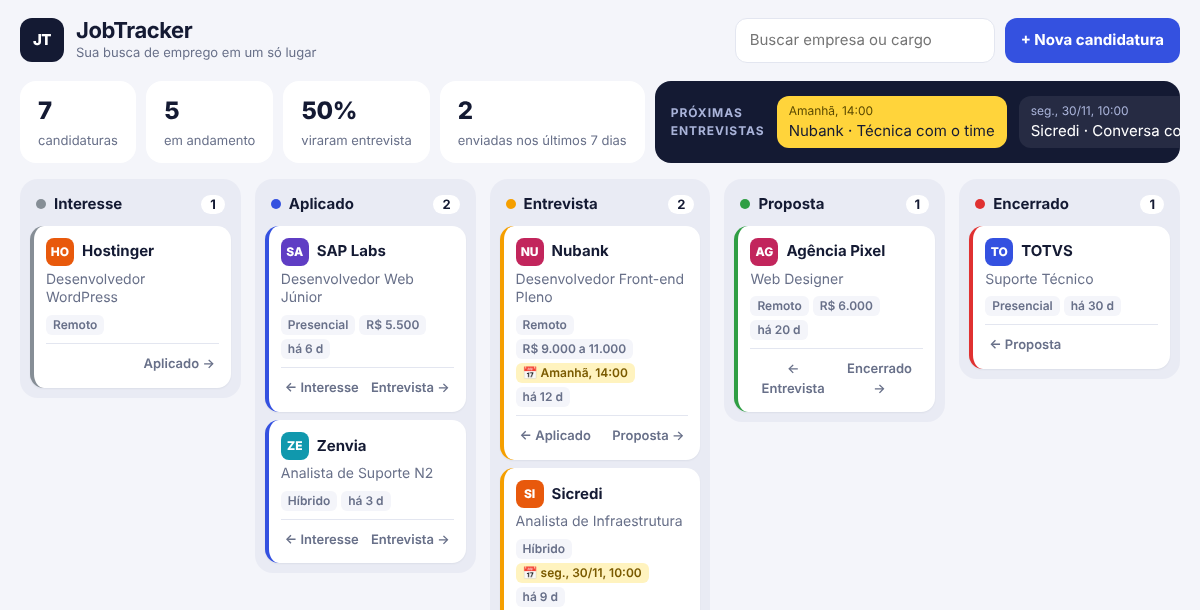 JT
JobTracker
Sua busca de emprego em um só lugar
Buscar empresa ou cargo
+ Nova candidatura
7
candidaturas
5
em andamento
50%
viraram entrevista
2
enviadas nos últimos 7 dias
PRÓXIMAS
ENTREVISTAS
Amanhã, 14:00
Nubank · Técnica com o time
seg., 30/11, 10:00
Sicredi · Conversa co
Interesse 1
HO Hostinger
Desenvolvedor
WordPress
Remoto
Aplicado →
Aplicado 2
SA SAP Labs
Desenvolvedor Web
Júnior
Presencial R$ 5.500
há 6 d
← Interesse Entrevista →
ZE Zenvia
Analista de Suporte N2
Híbrido há 3 d
← Interesse Entrevista →
Entrevista 2
NU Nubank
Desenvolvedor Front-end
Pleno
Remoto
R$ 9.000 a 11.000
📅 Amanhã, 14:00
há 12 d
← Aplicado Proposta →
SI Sicredi
Analista de Infraestrutura
Híbrido
📅 seg., 30/11, 10:00
há 9 d
Proposta 1
AG Agência Pixel
Web Designer
Remoto R$ 6.000
há 20 d
← Entrevista
Encerrado →
Encerrado 1
TO TOTVS
Suporte Técnico
Presencial há 30 d
← Proposta